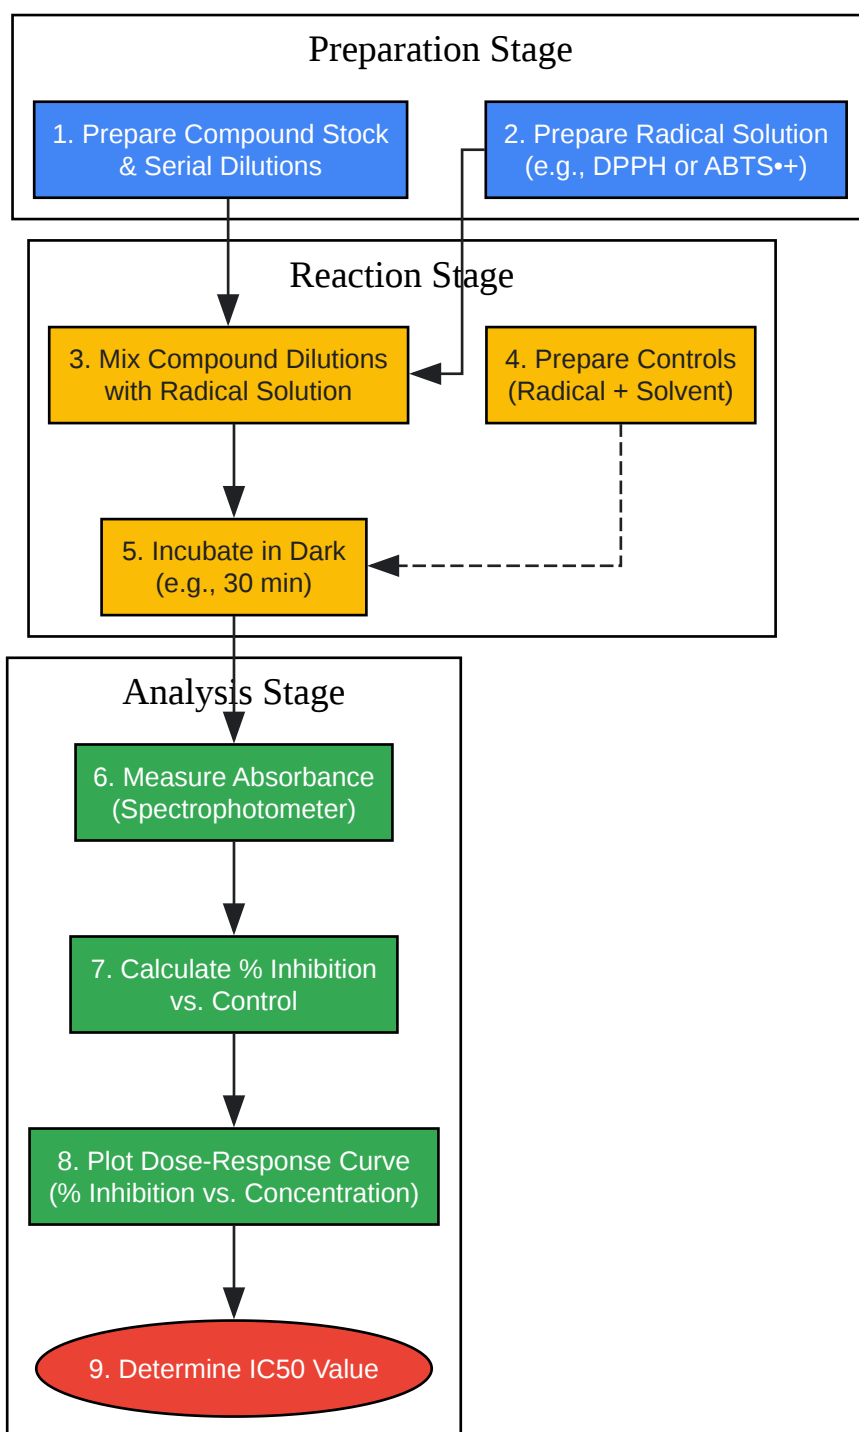 Preparation Stage
1. Prepare Compound Stock
& Serial Dilutions
2. Prepare Radical Solution
(e.g., DPPH or ABTS•+)
Reaction Stage
3. Mix Compound Dilutions
with Radical Solution
4. Prepare Controls
(Radical + Solvent)
5. Incubate in Dark
(e.g., 30 min)
Analysis Stage
6. Measure Absorbance
(Spectrophotometer)
7. Calculate % Inhibition
vs. Control
8. Plot Dose-Response Curve
(% Inhibition vs. Concentration)
9. Determine IC50 Value